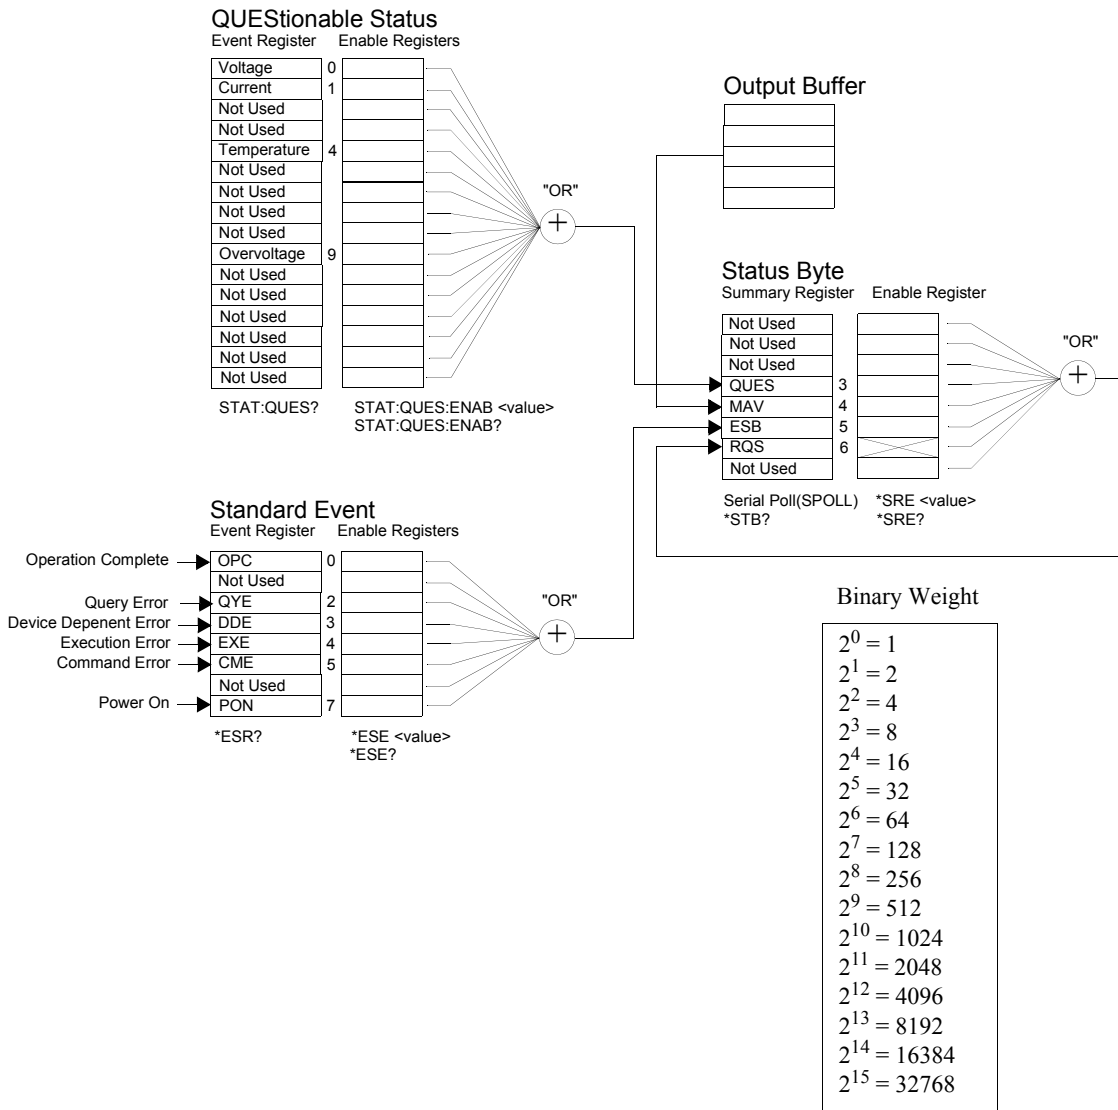 QUEStionable Status
Event Register Enable Registers
Voltage 0
Current 1
Not Used
Not Used
Temperature 4
Not Used
Not Used
Not Used
Not Used
Overvoltage 9
Not Used
Not Used
Not Used
Not Used
Not Used
Not Used
STAT:QUES? STAT:QUES:ENAB <value>
STAT:QUES:ENAB?
"OR"
+
Output Buffer
Status Byte
Summary Register Enable Register
Not Used
Not Used
Not Used
QUES 3
MAV 4
ESB 5
RQS 6
Not Used
Serial Poll(SPOLL) *SRE <value>
*STB? *SRE?
"OR"
+
Standard Event
Event Register Enable Registers
Operation Complete OPC 0
Not Used
Query Error QYE 2
Device Depenent Error DDE 3
Execution Error EXE 4
Command Error CME 5
Not Used
Power On PON 7
*ESR? *ESE <value>
*ESE?
"OR"
+
Binary Weight
2^0 = 1
2^1 = 2
2^2 = 4
2^3 = 8
2^4 = 16
2^5 = 32
2^6 = 64
2^7 = 128
2^8 = 256
2^9 = 512
2^10 = 1024
2^11 = 2048
2^12 = 4096
2^13 = 8192
2^14 = 16384
2^15 = 32768